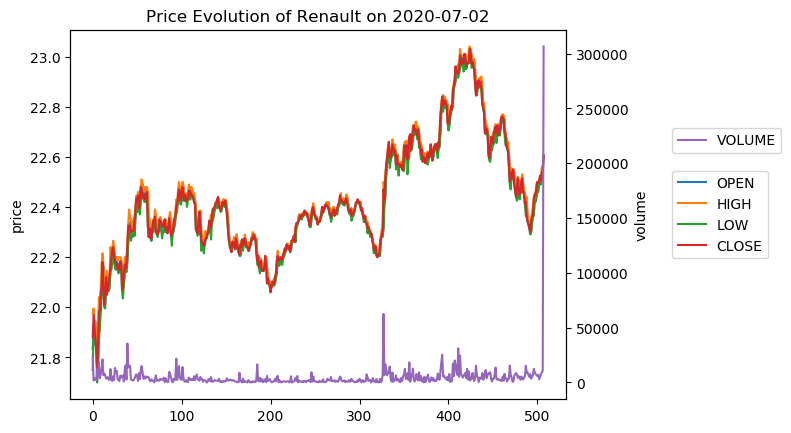 Price Evolution of Renault on 2020-07-02
price
23.0
22.8
22.6
22.4
22.2
22.0
21.8
0
100
200
300
400
500
300000
250000
200000
150000
100000
50000
0
volume
VOLUME
OPEN
HIGH
LOW
CLOSE